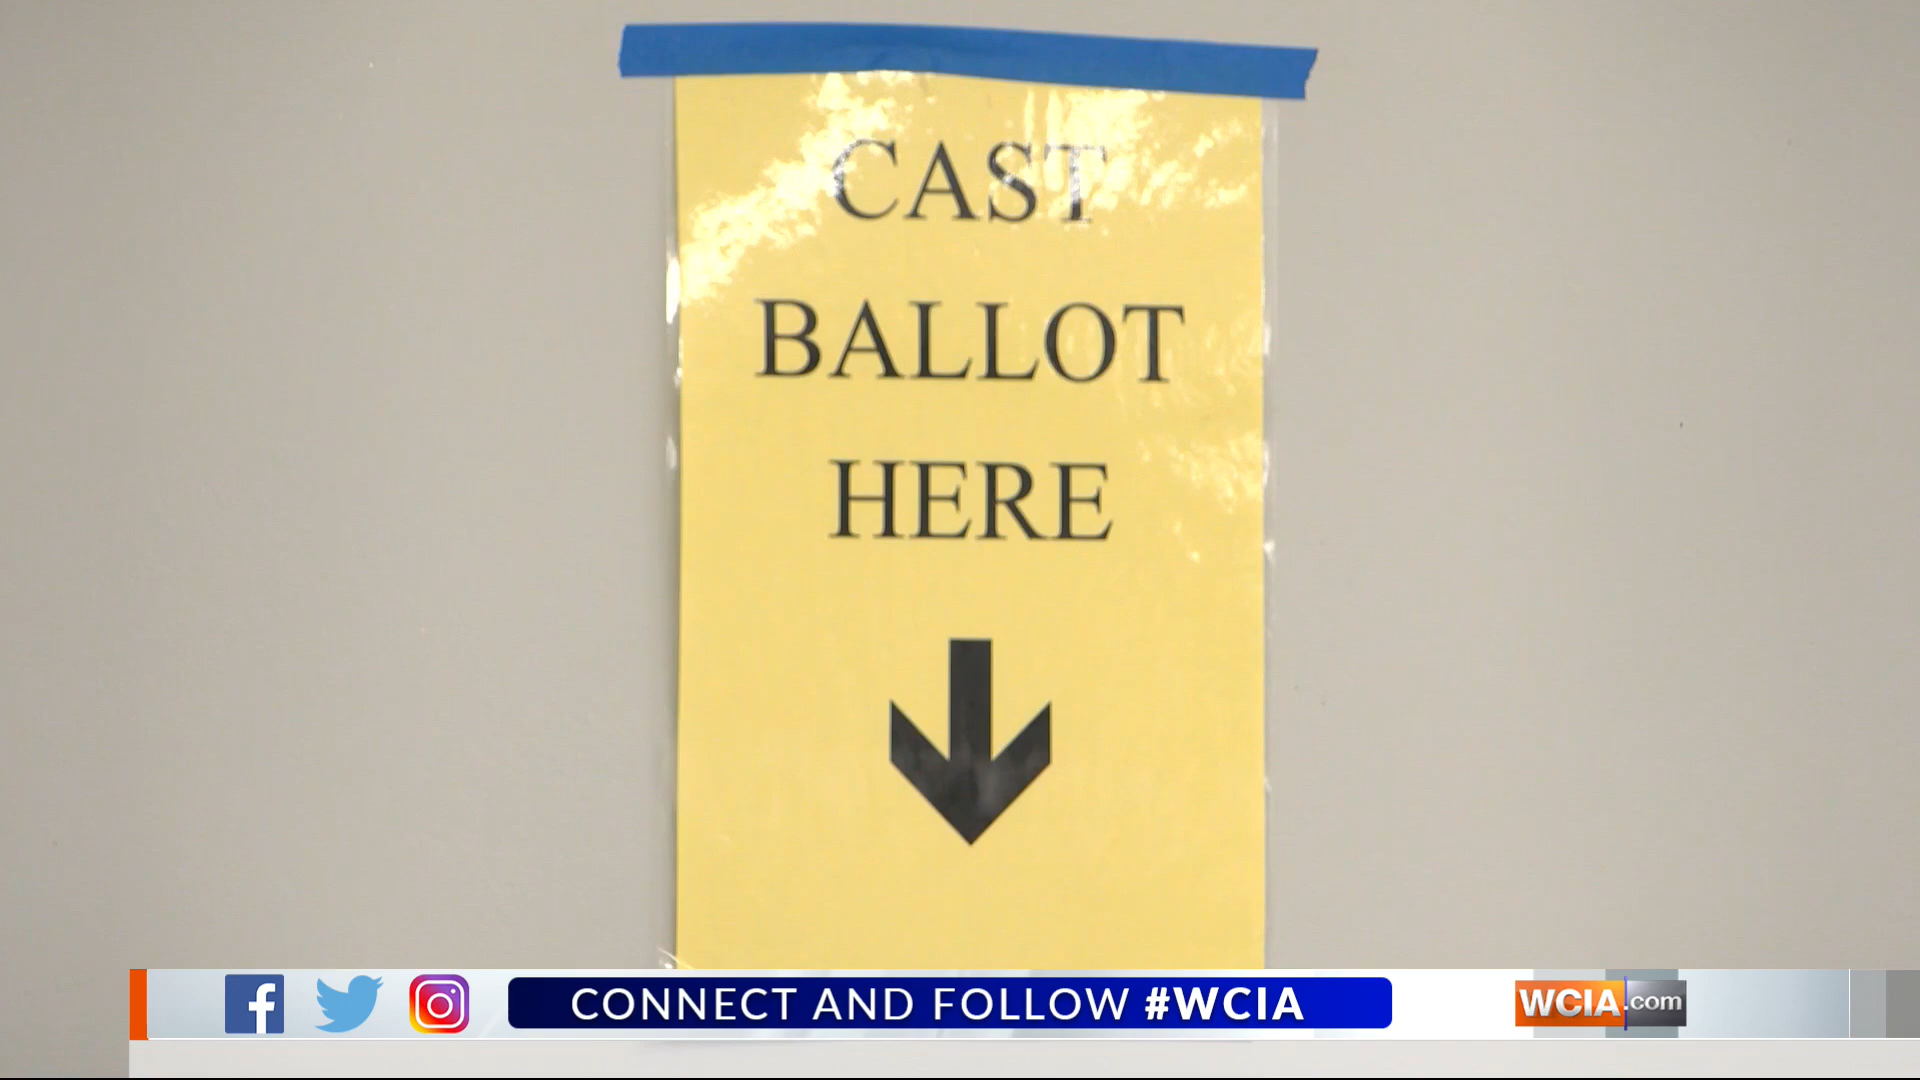 CAST
BALLOT
HERE
CONNECT AND FOLLOW #WCIA
WCIA.com